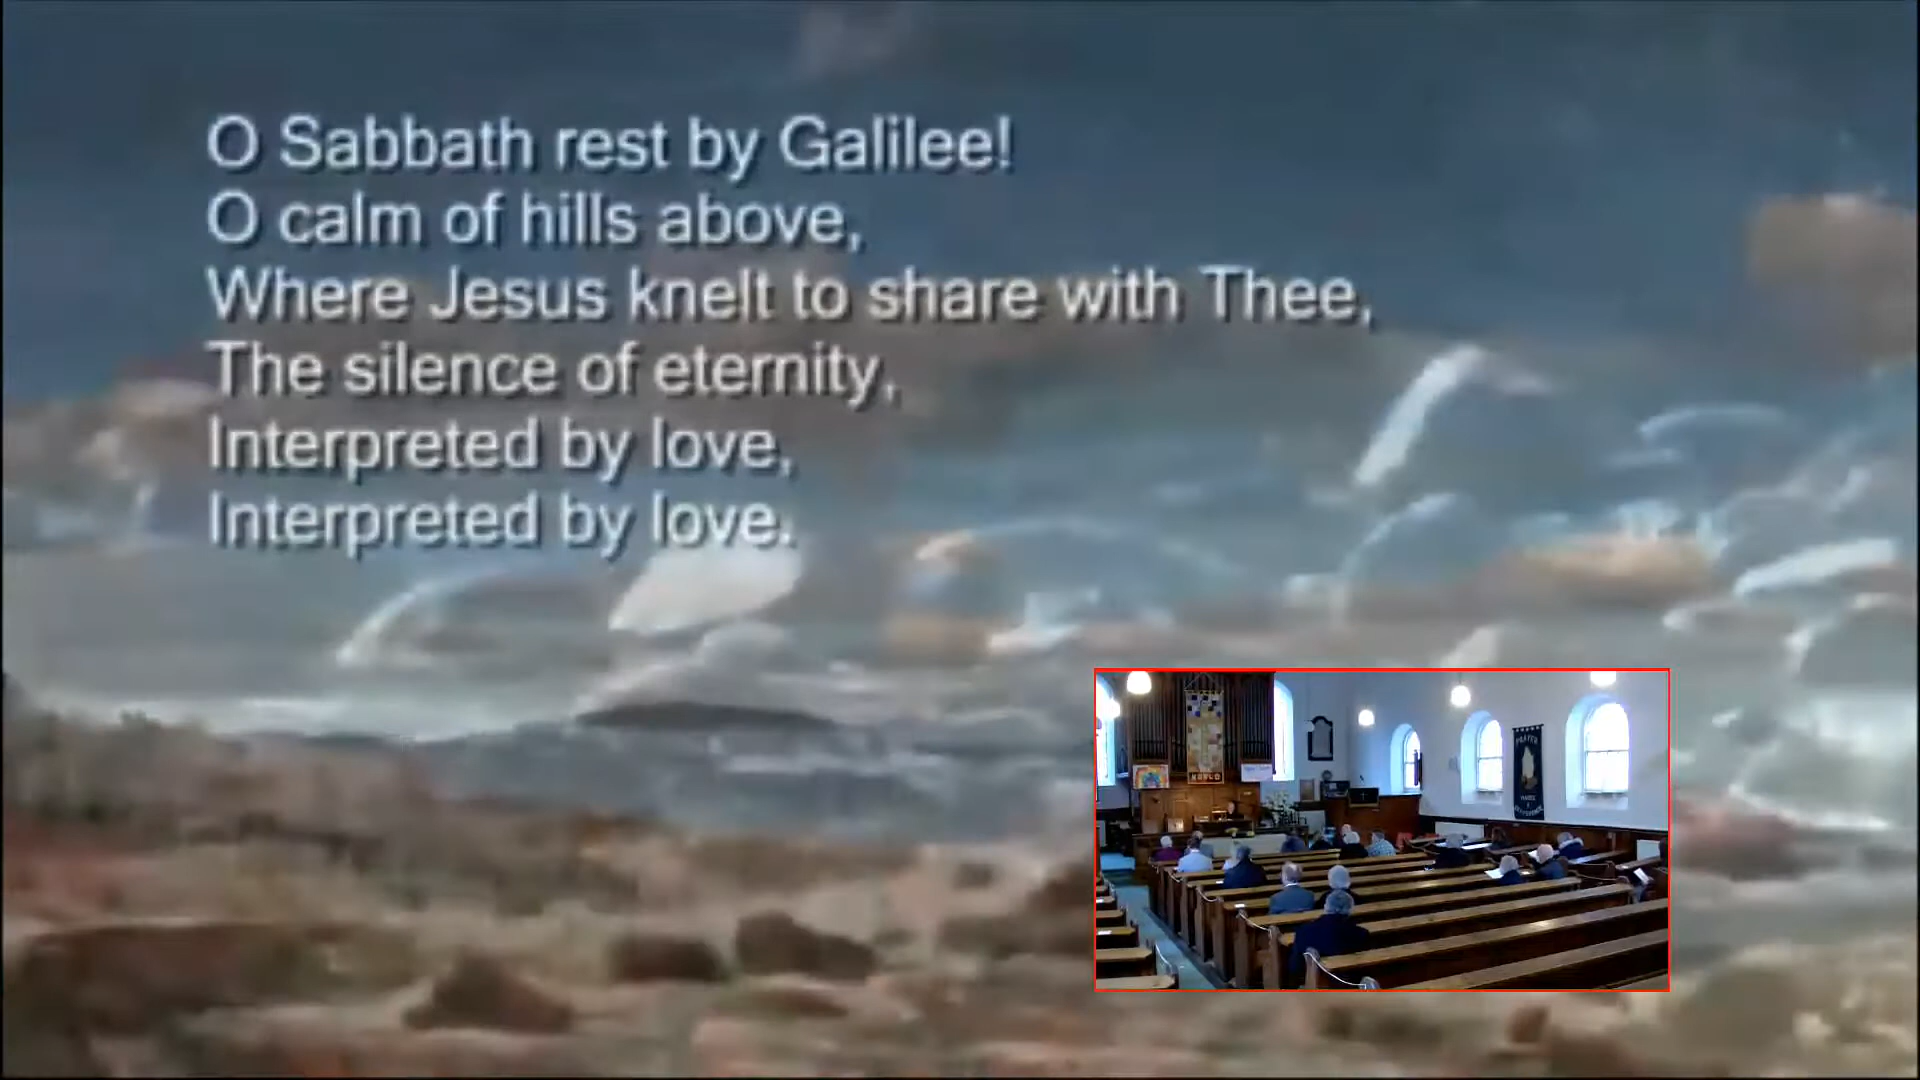 O Sabbath rest by Galilee!
O calm of hills above,
Where Jesus knelt to share with Thee,
The silence of eternity,
Interpreted by love,
Interpreted by love.
PRAYER